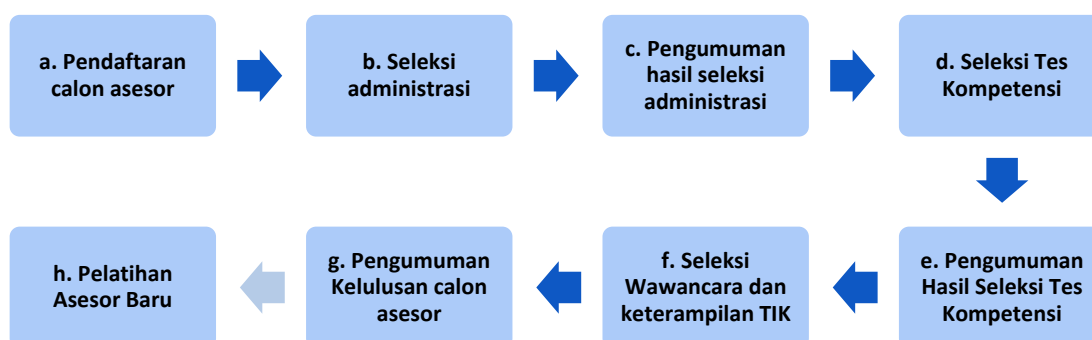 a. Pendaftaran
calon asesor
b. Seleksi
administrasi
c. Pengumuman
hasil seleksi
administrasi
d. Seleksi Tes
Kompetensi
e. Pengumuman
Hasil Seleksi Tes
Kompetensi
f. Seleksi
Wawancara dan
keterampilan TIK
g. Pengumuman
Kelulusan calon
asesor
h. Pelatihan
Asesor Baru